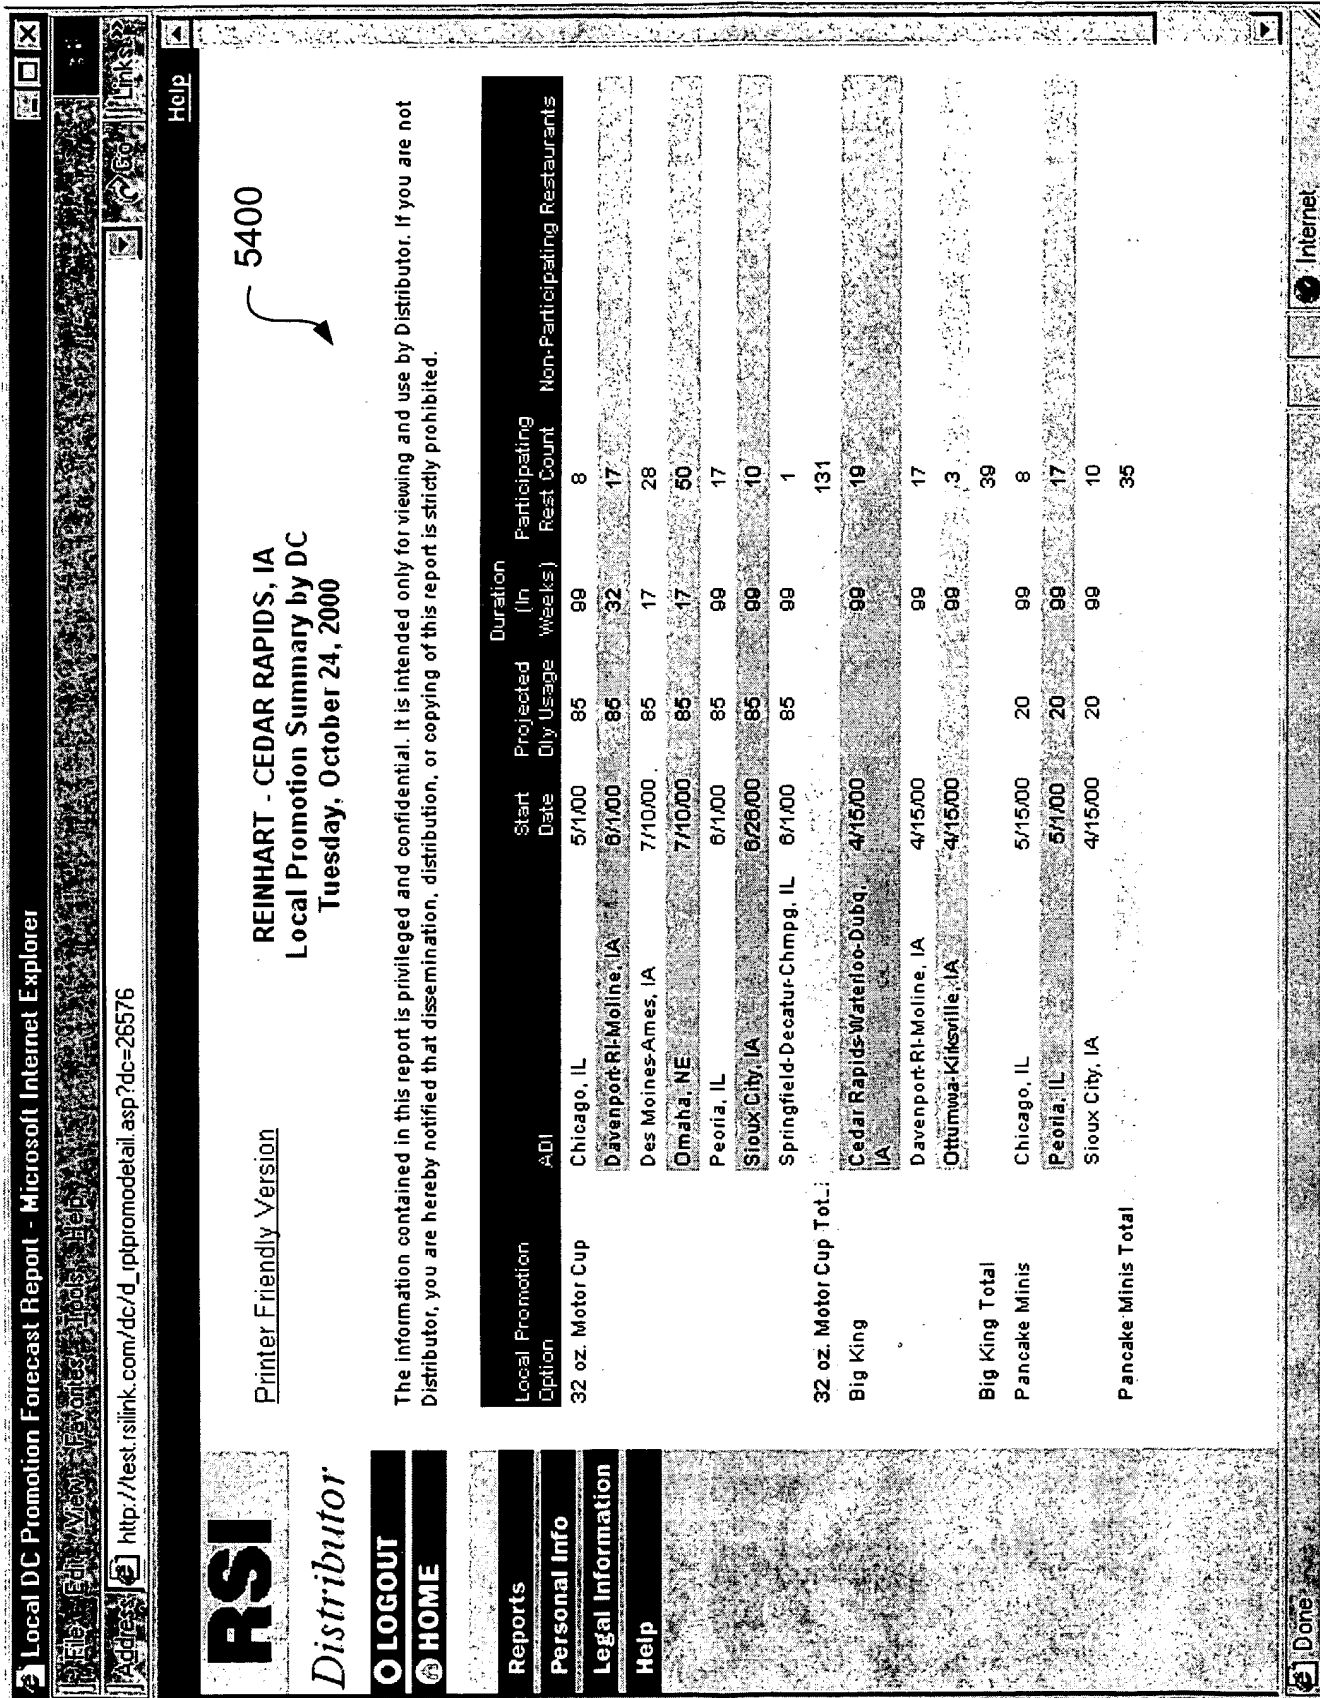 Local DC Promotion Forecast Report - Microsoft Internet Explorer
File Edit View Favorites Tools Help
Address http://test.rsilink.com/dc/d_rptpromodetail.asp?dc=26576 Go Links »
Help
RSI
Distributor
LOGOUT
HOME
Reports
Personal Info
Legal Information
Help
Printer Friendly Version
REINHART - CEDAR RAPIDS, IA
Local Promotion Summary by DC
Tuesday, October 24, 2000
5400
The information contained in this report is privileged and confidential. It is intended only for viewing and use by Distributor. If you are not
Distributor, you are hereby notified that dissemination, distribution, or copying of this report is strictly prohibited.
Duration
Local Promotion Start Projected (In Participating
Option ADI Date Dly Usage Weeks) Rest Count Non-Participating Restaurants
32 oz. Motor Cup Chicago, IL 5/1/00 85 99 8
Davenport-RI-Moline, IA 6/1/00 85 32 17
Des Moines-Ames, IA 7/10/00 85 17 28
Omaha, NE 7/10/00 85 17 50
Peoria, IL 6/1/00 85 99 17
Sioux City, IA 6/26/00 85 99 10
Springfield-Decatur-Chmpg, IL 6/1/00 85 99 1
32 oz. Motor Cup Tot.: 131
Big King Cedar Rapids-Waterloo-Dubq, 4/15/00 99 19
IA
Davenport-RI-Moline, IA 4/15/00 99 17
Ottumwa-Kirksville, IA 4/15/00 99 3
Big King Total 39
Pancake Minis Chicago, IL 5/15/00 20 99 8
Peoria, IL 5/1/00 20 99 17
Sioux City, IA 4/15/00 20 99 10
Pancake Minis Total 35
Done Internet